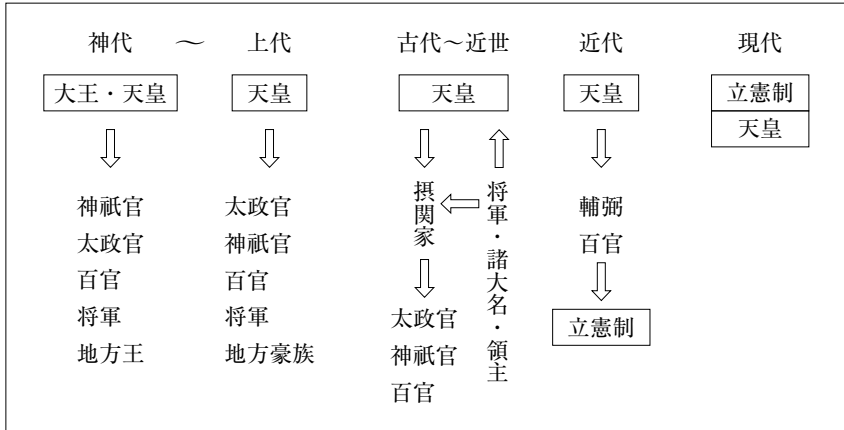 神代 ～ 上代 古代～近世 近代 現代
大王・天皇
神祇官
太政官
百官
将軍
地方王
天皇
太政官
神祇官
百官
将軍
地方豪族
天皇
摂関家
太政官
神祇官
百官
将軍・諸大名・領主
天皇
輔弼
百官
立憲制
立憲制
天皇